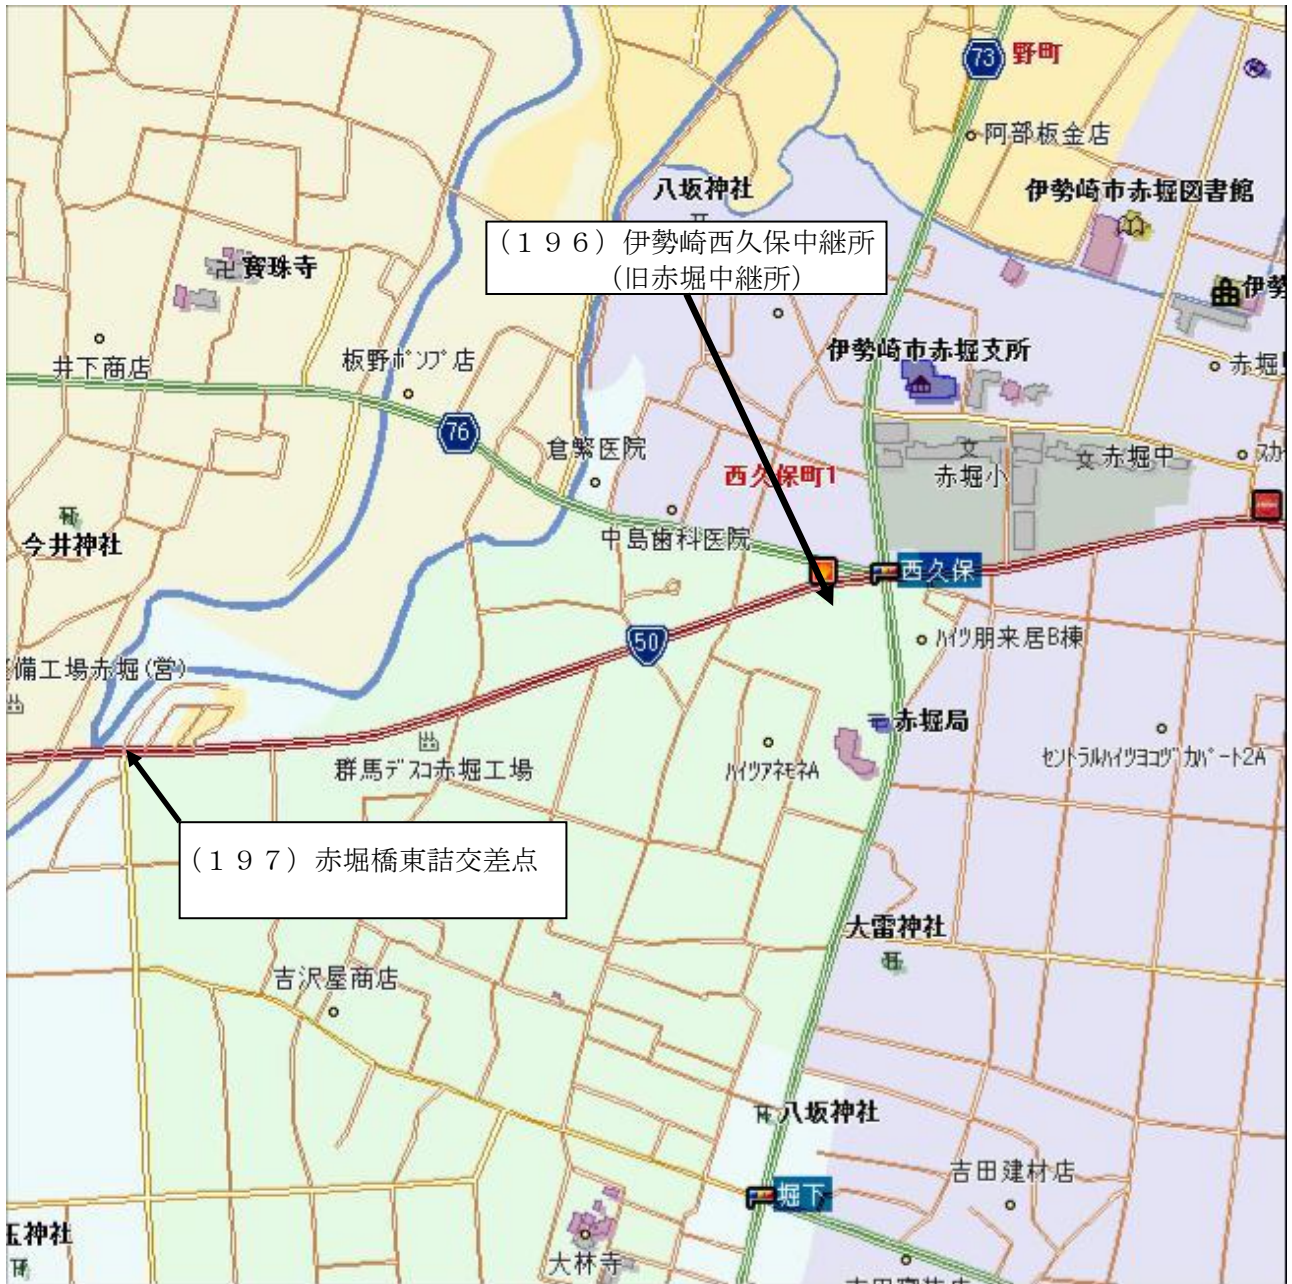 73
野町
阿部板金店
八坂神社
伊勢崎市赤堀図書館
(196)伊勢崎西久保中継所
(旧赤堀中継所)
寳珠寺
伊勢
井下商店
板野ポンプ店
伊勢崎市赤堀支所
赤堀
76
倉繁医院
西久保町1
文
赤堀小
文
赤堀中
スカイ
今井神社
中島歯科医院
西久保
50
ハイツ朋来居B棟
備工場赤堀(営)
赤堀局
群馬デスコ赤堀工場
ハイツアネモネA
セントラルハイツヨコヅカパート2A
(197)赤堀橋東詰交差点
大雷神社
吉沢屋商店
八坂神社
吉田建材店
堀下
玉神社
大林寺